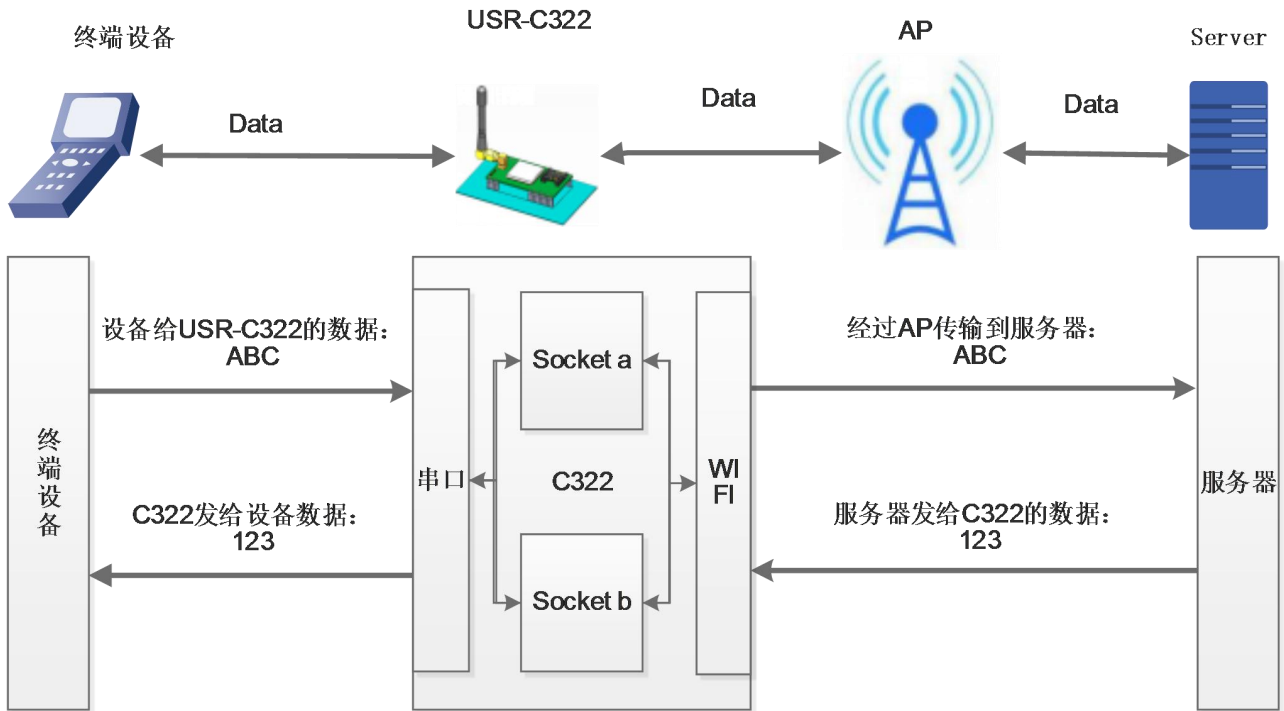 终端设备
USR-C322
AP
Server
Data
Data
Data
设备给USR-C322的数据：
ABC
经过AP传输到服务器：
ABC
Socket a
终端设备
串口
C322
WI
FI
服务器
C322发给设备数据：
123
服务器发给C322的数据：
123
Socket b